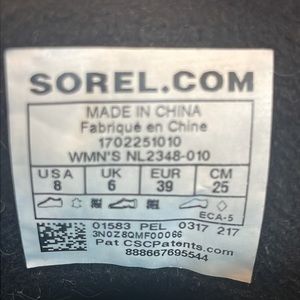 SOREL.COM
MADE IN CHINA
Fabriqué en Chine
1702251010
WMN'S NL2348-010
USA UK EUR CM
8 6 39 25
ECA-5
01583 PEL 0317 217
3N0Z8QMF00066
Pat CSCPatents.com
888667695544